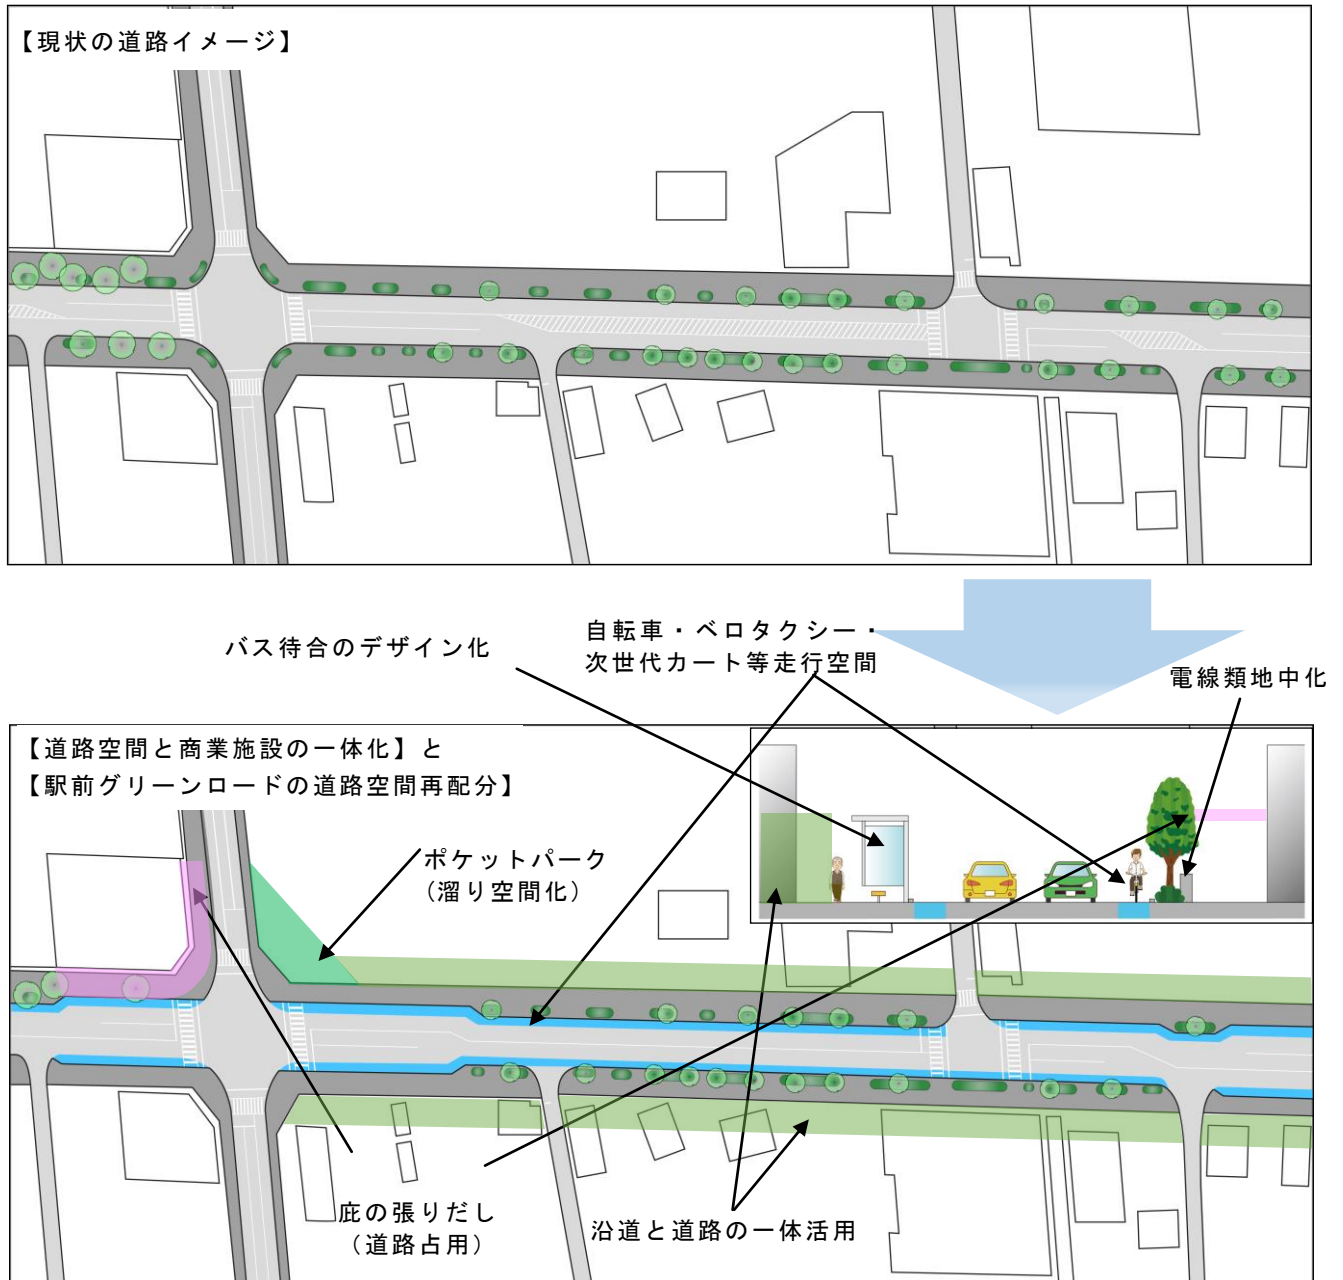 【現状の道路イメージ】
バス待合のデザイン化
自転車・ベロタクシー・
次世代カート等走行空間
電線類地中化
【道路空間と商業施設の一体化】と
【駅前グリーンロードの道路空間再配分】
ポケットパーク
（溜り空間化）
庇の張りだし
（道路占用）
沿道と道路の一体活用